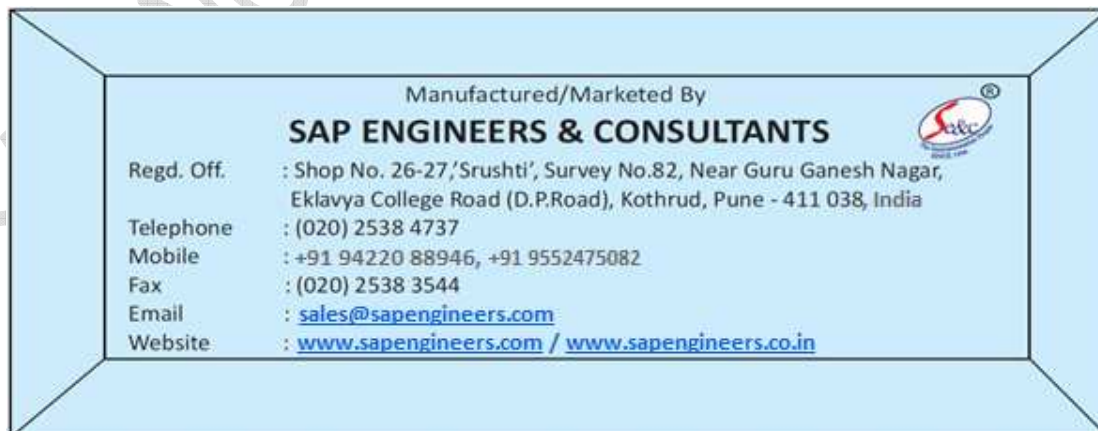 Manufactured/Marketed By
SAP ENGINEERS & CONSULTANTS
®
Regd. Off. : Shop No. 26-27,'Srushti', Survey No.82, Near Guru Ganesh Nagar,
Eklavya College Road (D.P.Road), Kothrud, Pune - 411 038, India
Telephone : (020) 2538 4737
Mobile : +91 94220 88946, +91 9552475082
Fax : (020) 2538 3544
Email : sales@sapengineers.com
Website : www.sapengineers.com / www.sapengineers.co.in